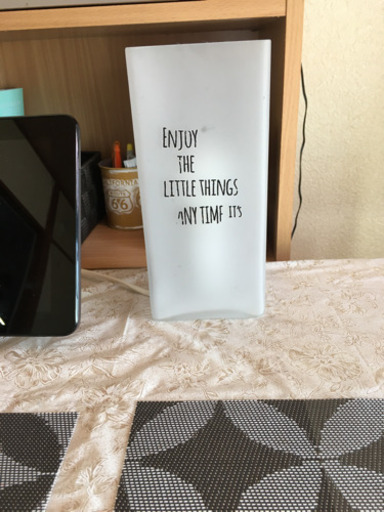 ENJOY
THE
LITTLE THINGS
ANY TIME IT'S
66